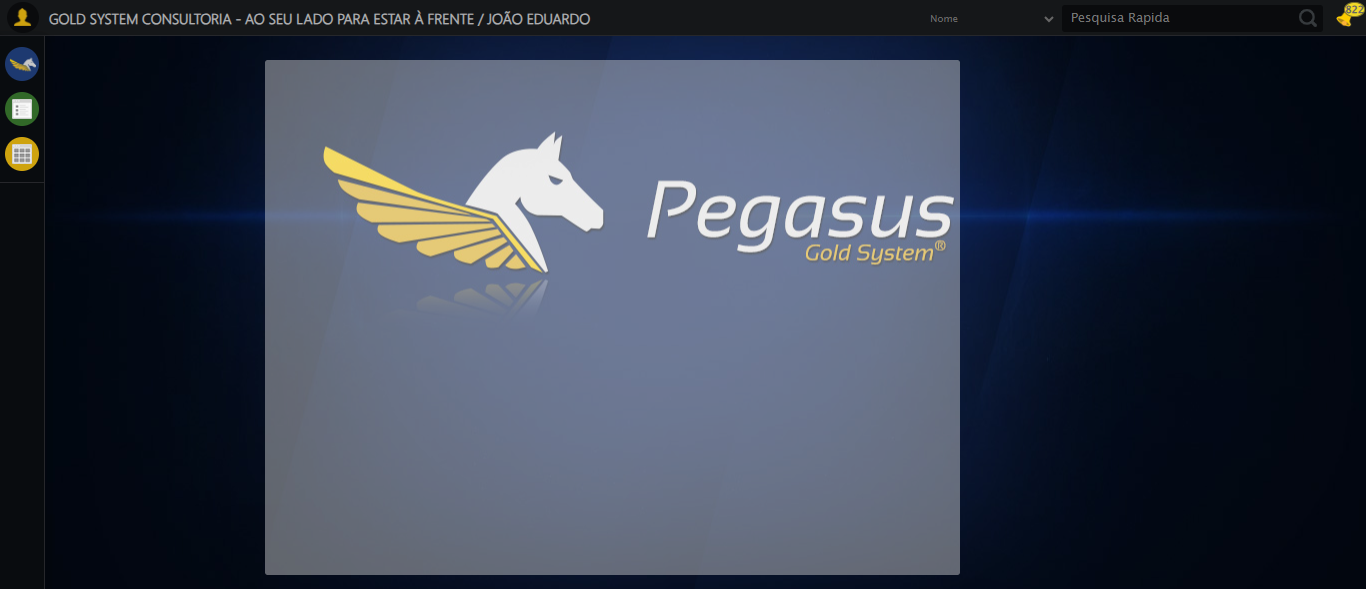 GOLD SYSTEM CONSULTORIA - AO SEU LADO PARA ESTAR À FRENTE / JOÃO EDUARDO
Nome
Pesquisa Rapida
822
Pegasus
Gold System®